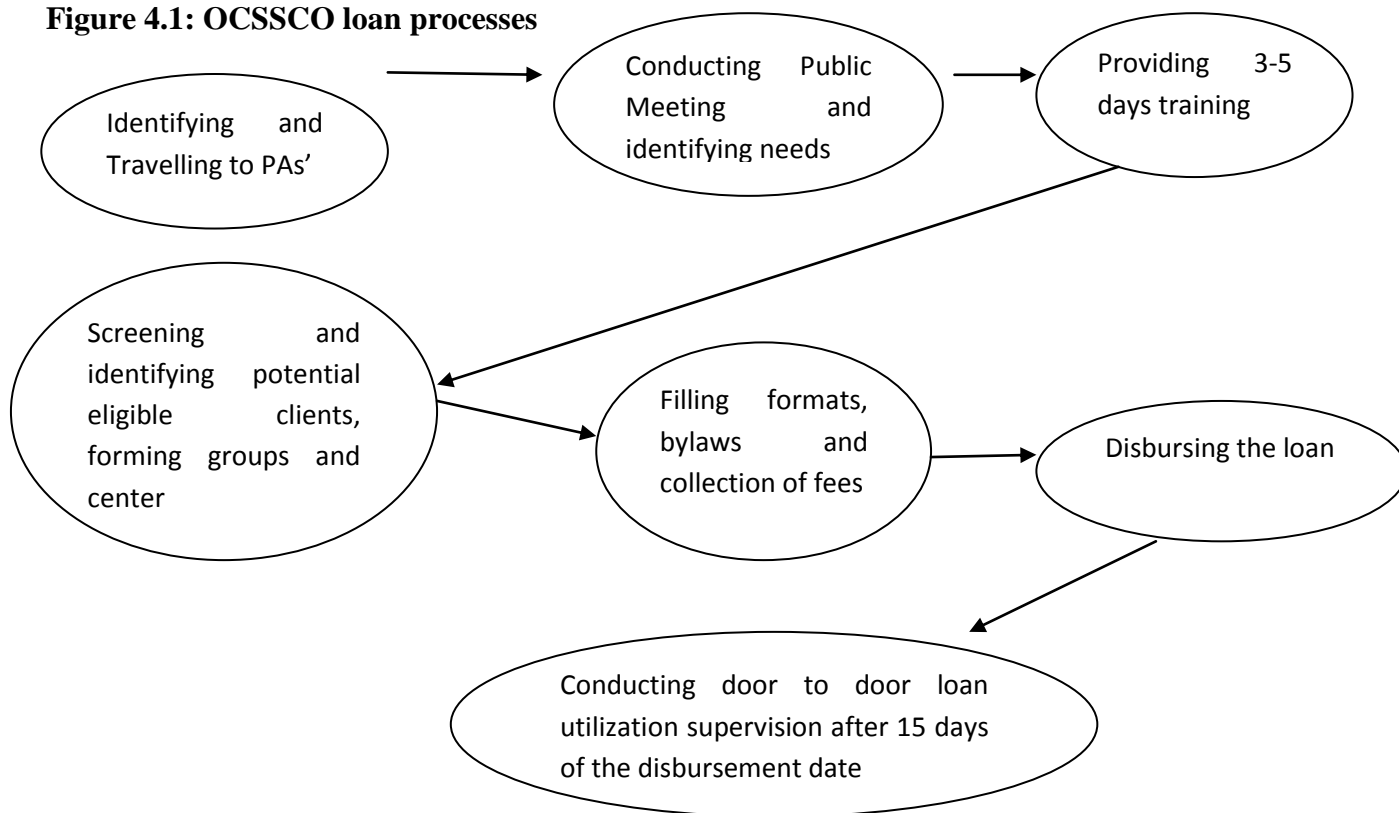 Figure 4.1: OCSSCO loan processes
Identifying and
Travelling to PAs’
Conducting Public
Meeting and
identifying needs
Providing 3-5
days training
Screening and
identifying potential
eligible clients,
forming groups and
center
Filling formats,
bylaws and
collection of fees
Disbursing the loan
Conducting door to door loan
utilization supervision after 15 days
of the disbursement date